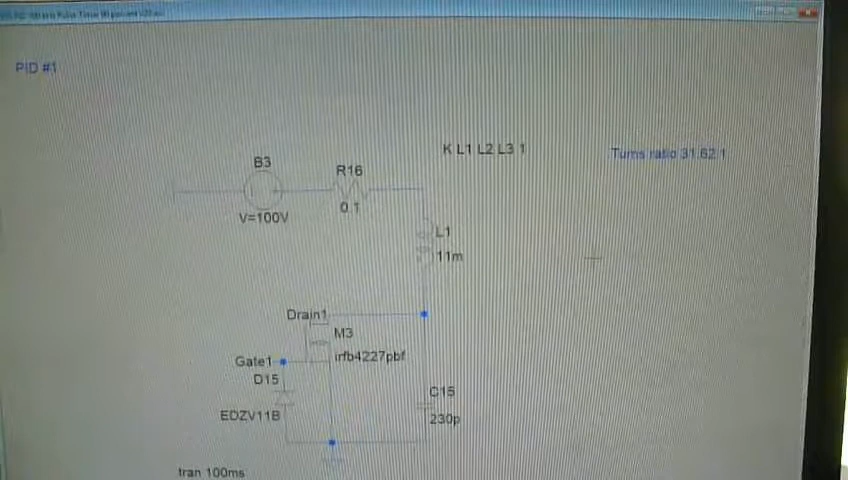 PID #1
K L1 L2 L3 1
Turns ratio 31.62:1
B3
R16
V=100V
0.1
L1
11m
Drain1
M3
Gate1
irfb4227pbf
D15
C15
EDZV11B
230p
tran 100ms